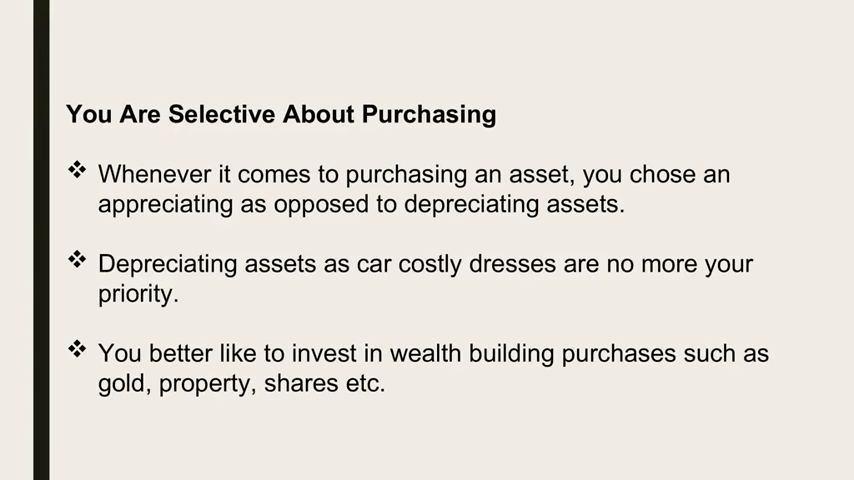 You Are Selective About Purchasing
❖ Whenever it comes to purchasing an asset, you chose an
appreciating as opposed to depreciating assets.
❖ Depreciating assets as car costly dresses are no more your
priority.
❖ You better like to invest in wealth building purchases such as
gold, property, shares etc.